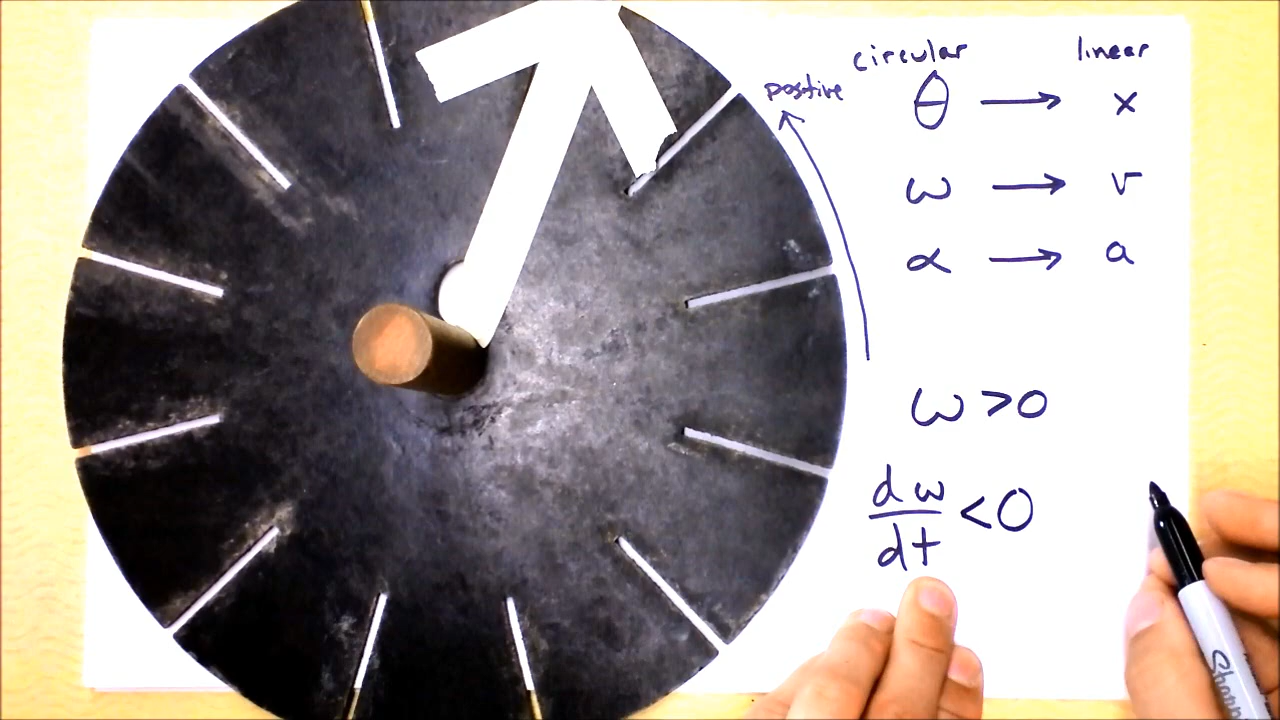 circular linear
positive
θ → x
ω → v
α → a
ω > 0
dω/dt < 0